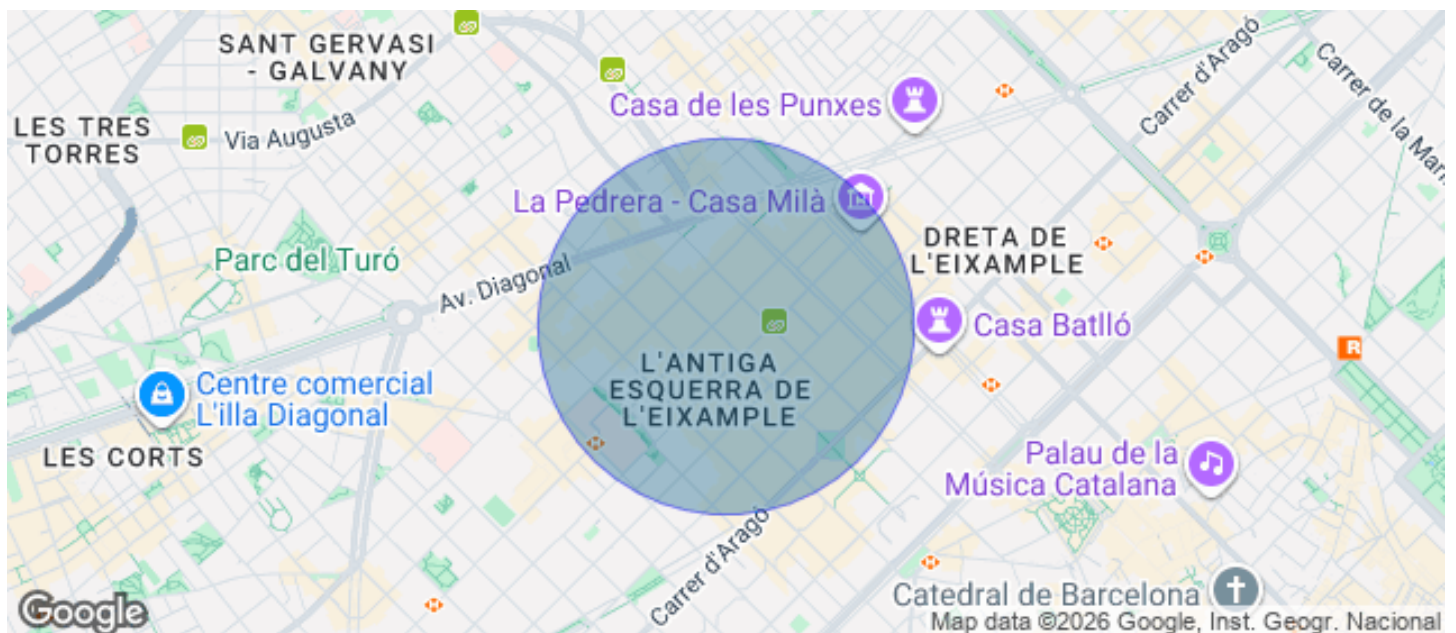 SANT GERVASI
- GALVANY
Carrer d'Aragó
Carrer de la Mar
Casa de les Punxes
LES TRES
TORRES
Via Augusta
La Pedrera - Casa Milà
DRETA DE
L'EIXAMPLE
Parc del Turó
Av. Diagonal
Casa Batlló
R
L'ANTIGA
ESQUERRA DE
L'EIXAMPLE
Centre comercial
L'illa Diagonal
LES CORTS
Palau de la
Música Catalana
Carrer d'Aragó
Catedral de Barcelona
Google
Map data ©2026 Google, Inst. Geogr. Nacional